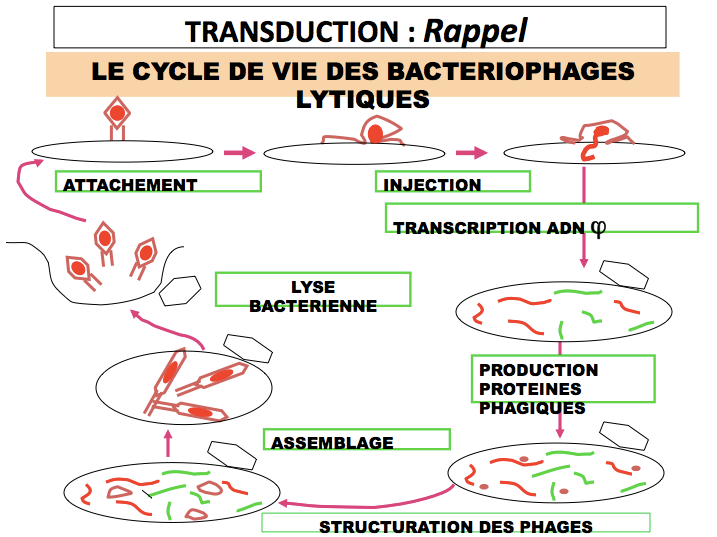 TRANSDUCTION : Rappel
LE CYCLE DE VIE DES BACTERIOPHAGES
LYTIQUES
ATTACHEMENT
INJECTION
TRANSCRIPTION ADN φ
LYSE
BACTERIENNE
PRODUCTION
PROTEINES
PHAGIQUES
ASSEMBLAGE
STRUCTURATION DES PHAGES